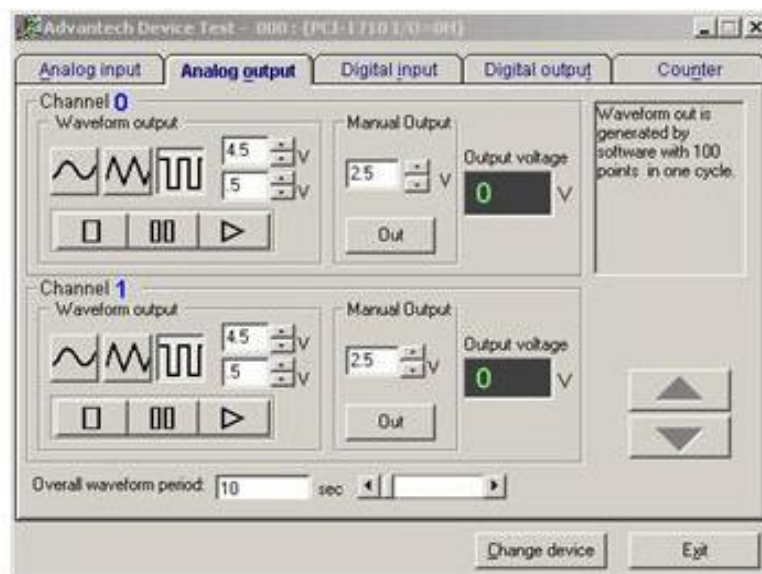 Advantech Device Test - 000 : {PCI-1710 I/O=0H}
Analog input
Analog output
Digital input
Digital output
Counter
Channel 0
Waveform output
4.5 V
.5 V
Manual Output
2.5 V
Out
Output voltage
0 V
Waveform out is
generated by
software with 100
points in one cycle.
Channel 1
Waveform output
4.5 V
.5 V
Manual Output
2.5 V
Out
Output voltage
0 V
Overall waveform period: 10 sec
Change device
Exit